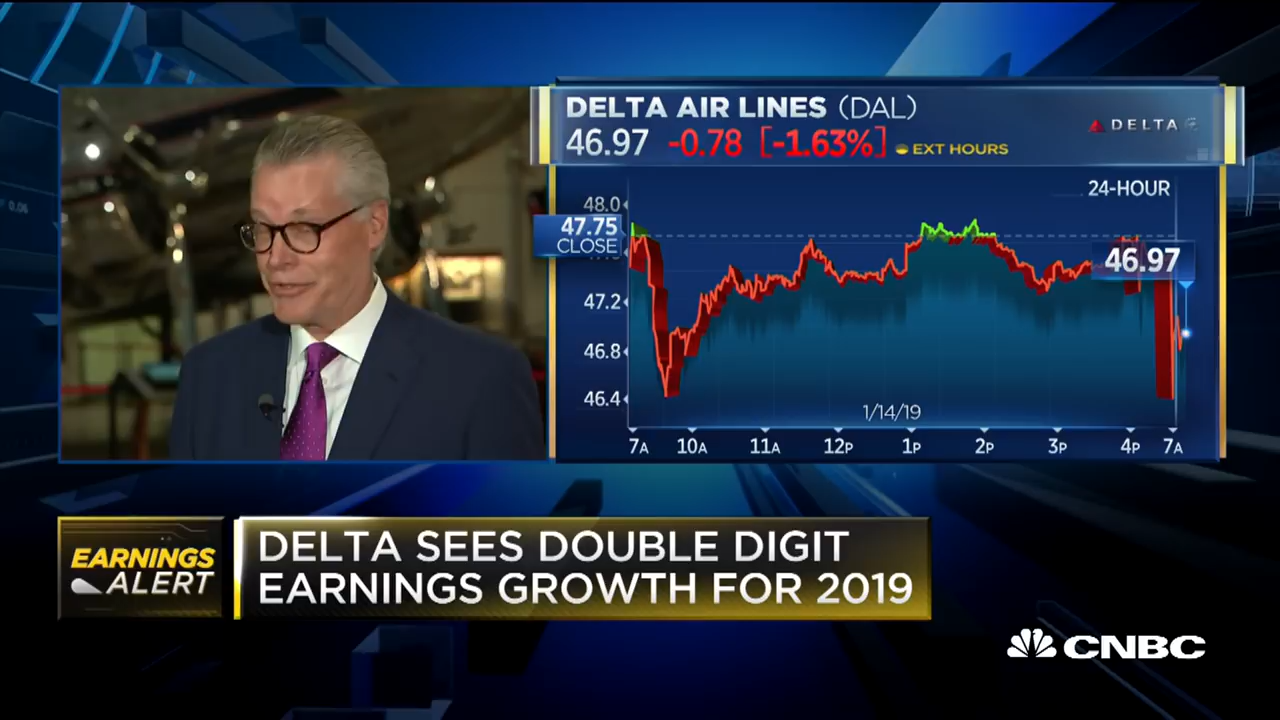 DELTA AIR LINES (DAL)
46.97 -0.78 [-1.63%] EXT HOURS
DELTA
24-HOUR
48.0
47.75
CLOSE
46.97
47.2
46.8
46.4
1/14/19
7A 10A 11A 12P 1P 2P 3P 4P 7A
EARNINGS
ALERT
DELTA SEES DOUBLE DIGIT
EARNINGS GROWTH FOR 2019
CNBC